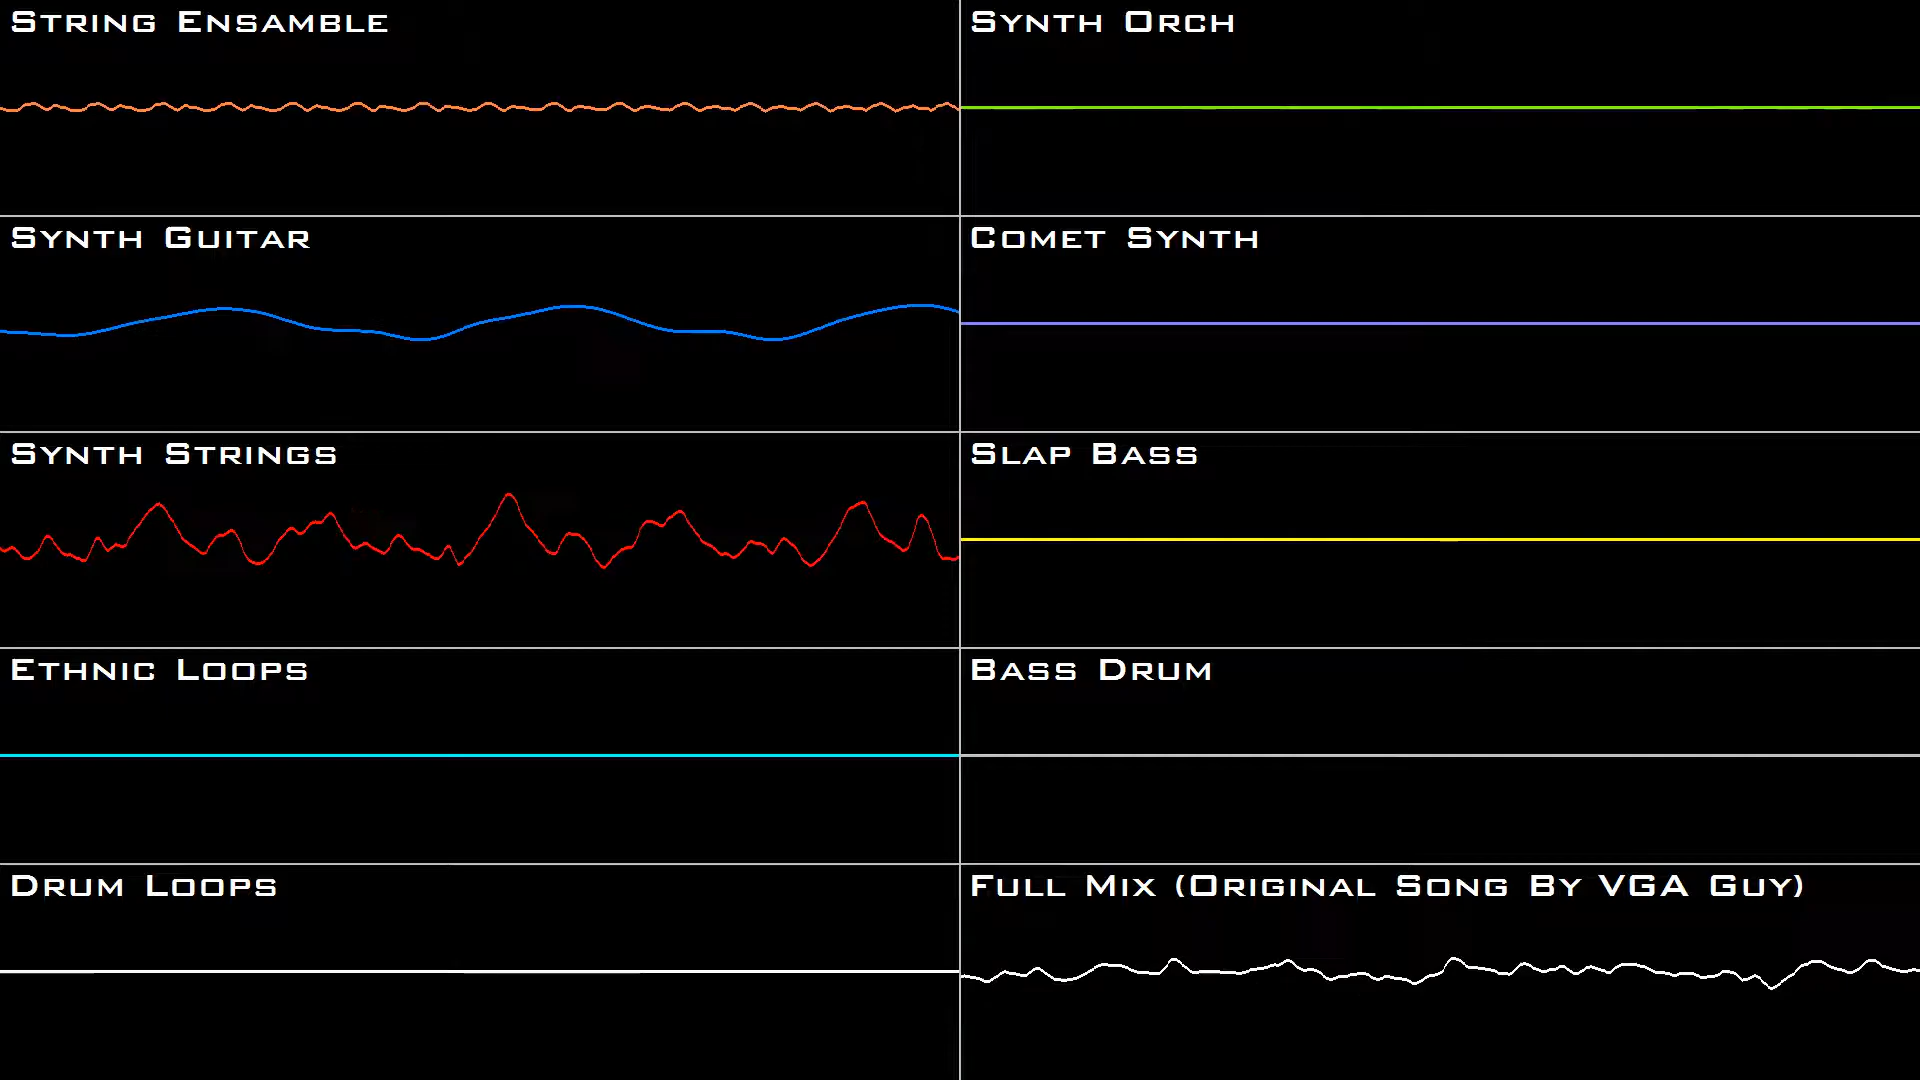 String Ensamble
Synth Orch
Synth Guitar
Comet Synth
Synth Strings
Slap Bass
Ethnic Loops
Bass Drum
Drum Loops
Full Mix (Original Song By VGA Guy)